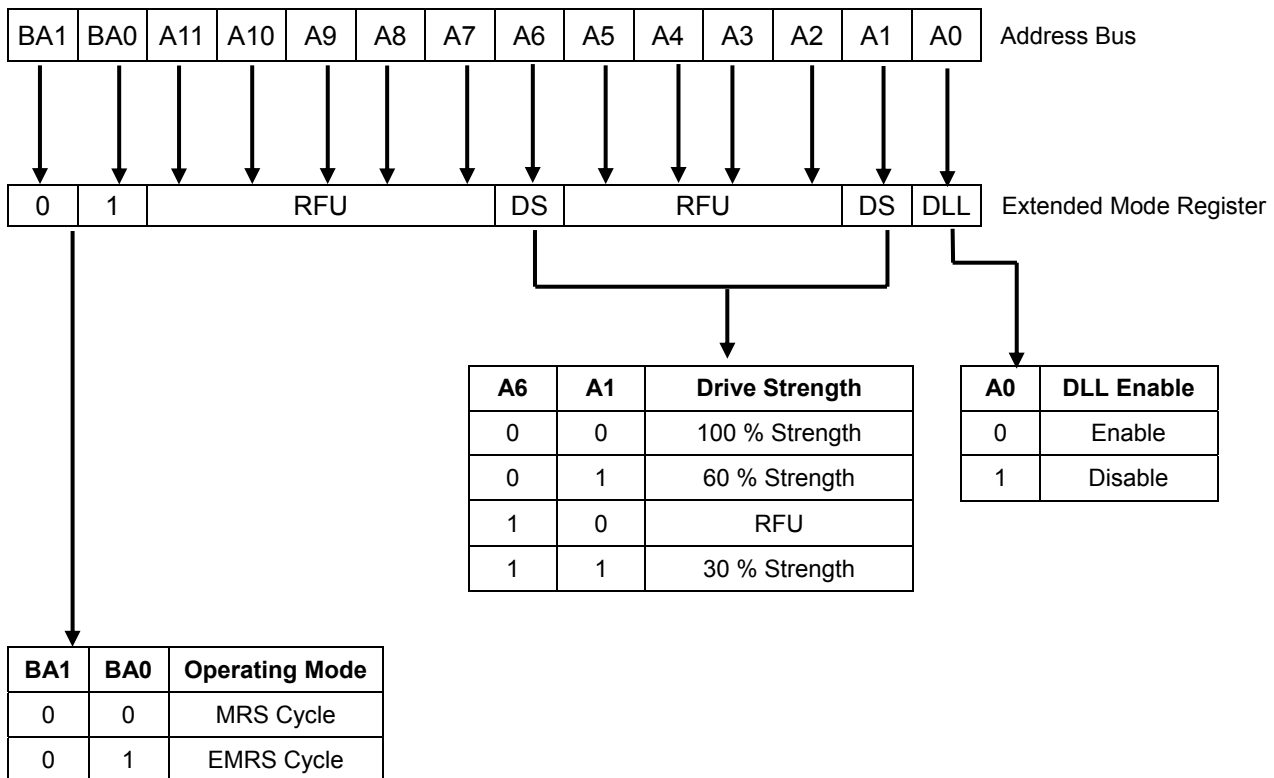 BA1 BA0 A11 A10 A9 A8 A7 A6 A5 A4 A3 A2 A1 A0 Address Bus
0 1 RFU DS RFU DS DLL Extended Mode Register
A6 A1 Drive Strength
0 0 100 % Strength
0 1 60 % Strength
1 0 RFU
1 1 30 % Strength
A0 DLL Enable
0 Enable
1 Disable
BA1 BA0 Operating Mode
0 0 MRS Cycle
0 1 EMRS Cycle